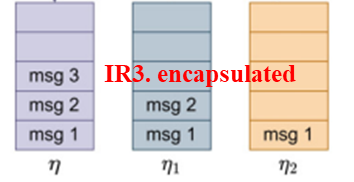 msg 3 IR3. encapsulated
msg 2 msg 2
msg 1 msg 1 msg 1
η η₁ η₂